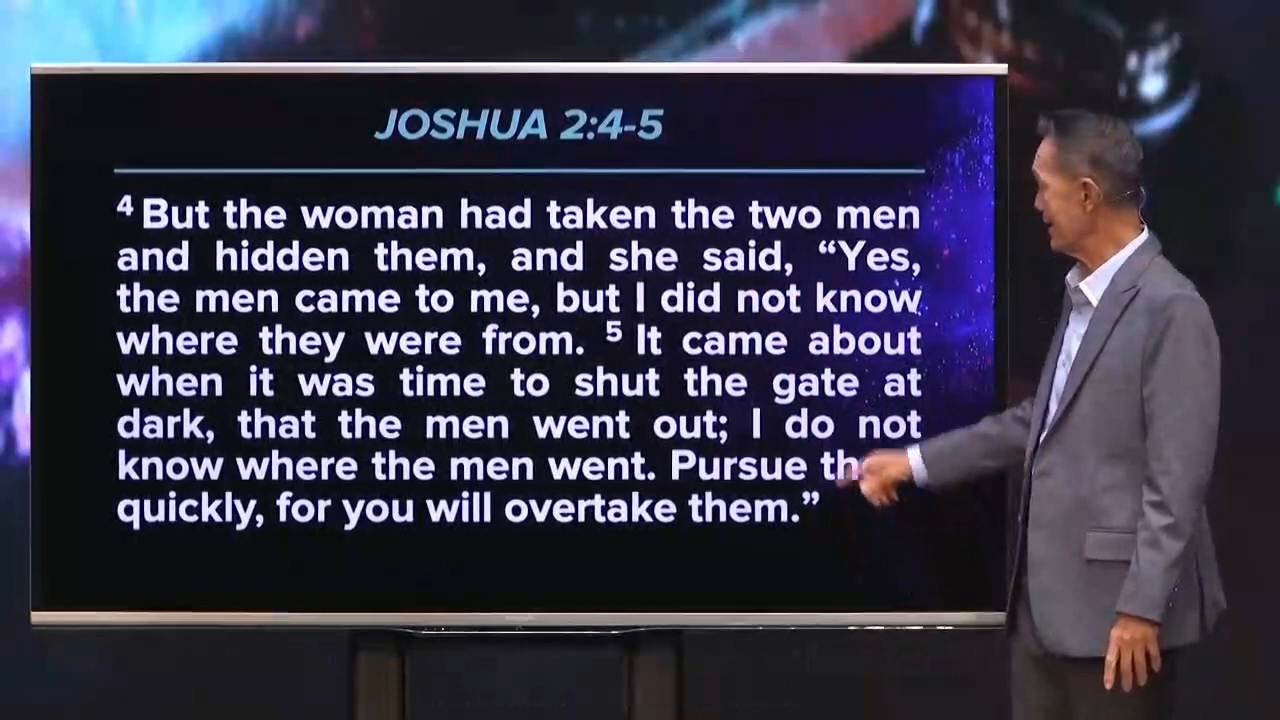 JOSHUA 2:4-5
⁴ But the woman had taken the two men
and hidden them, and she said, “Yes,
the men came to me, but I did not know
where they were from. ⁵ It came about
when it was time to shut the gate at
dark, that the men went out; I do not
know where the men went. Pursue
quickly, for you will overtake them.”